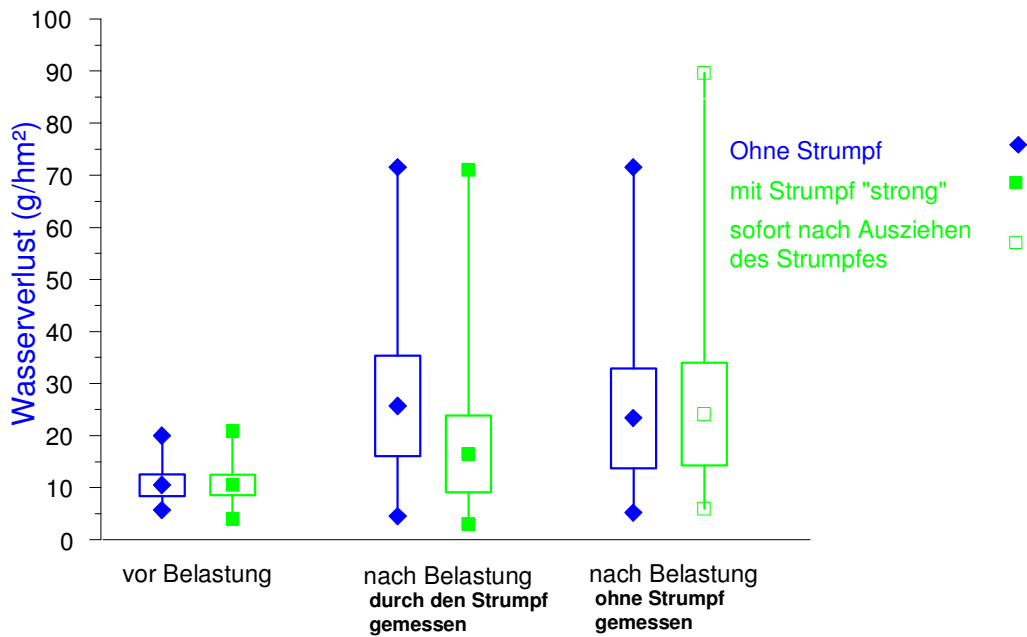 Wasserverlust (g/hm²)
100
90
80
70
60
50
40
30
20
10
0
Ohne Strumpf
mit Strumpf "strong"
sofort nach Ausziehen
des Strumpfes
vor Belastung
nach Belastung
durch den Strumpf
gemessen
nach Belastung
ohne Strumpf
gemessen